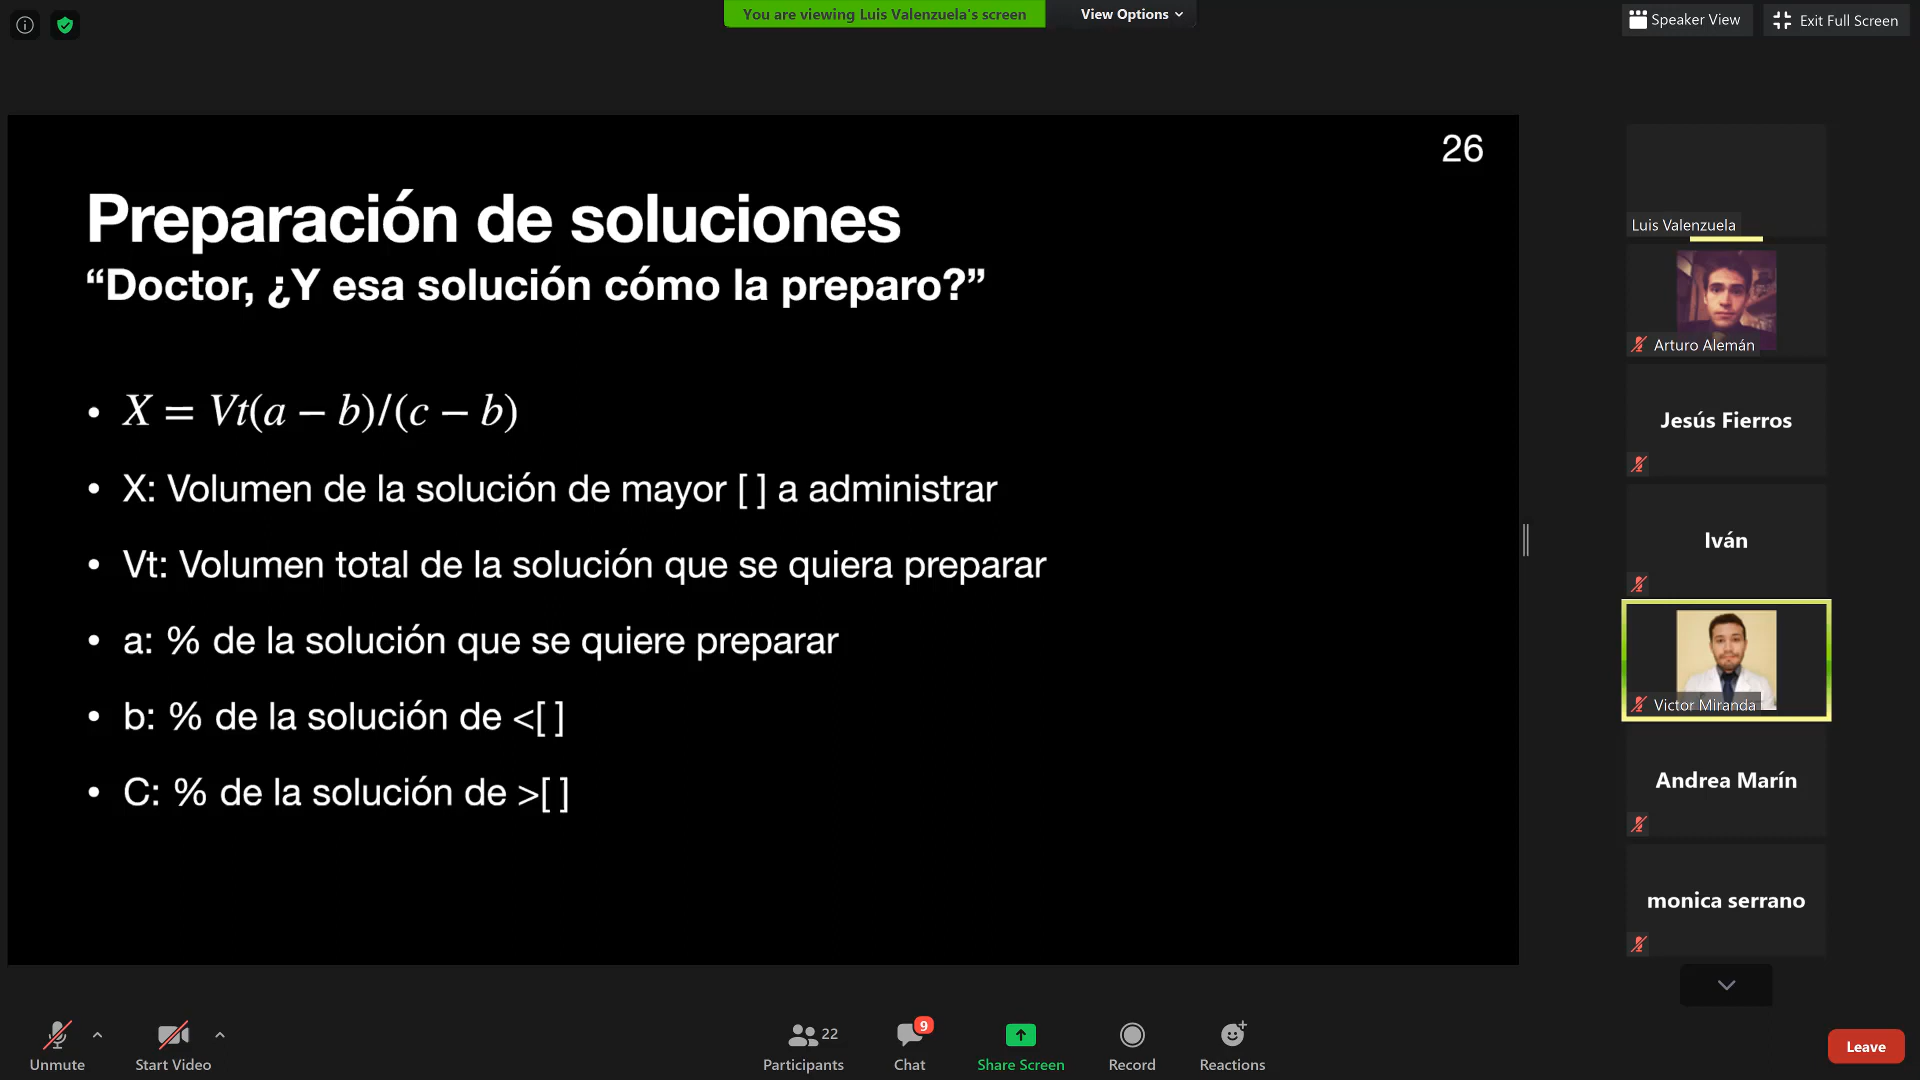 You are viewing Luis Valenzuela's screen
View Options
Speaker View
Exit Full Screen
26
Preparación de soluciones
“Doctor, ¿Y esa solución cómo la preparo?”
• X = Vt(a − b)/(c − b)
• X: Volumen de la solución de mayor [ ] a administrar
• Vt: Volumen total de la solución que se quiera preparar
• a: % de la solución que se quiere preparar
• b: % de la solución de <[ ]
• C: % de la solución de >[ ]
Luis Valenzuela
Arturo Alemán
Jesús Fierros
Iván
Victor Miranda
Andrea Marín
monica serrano
Unmute
Start Video
22
Participants
9
Chat
Share Screen
Record
Reactions
Leave